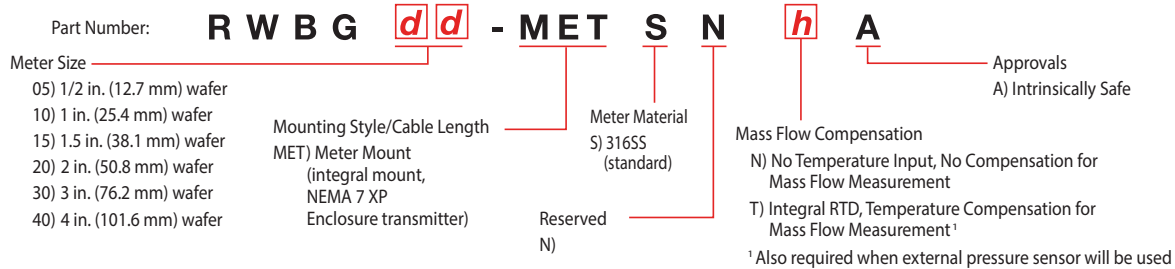 Part Number: R W B G d d - M E T S N h A
Meter Size
05) 1/2 in. (12.7 mm) wafer
10) 1 in. (25.4 mm) wafer
15) 1.5 in. (38.1 mm) wafer
20) 2 in. (50.8 mm) wafer
30) 3 in. (76.2 mm) wafer
40) 4 in. (101.6 mm) wafer
Mounting Style/Cable Length
MET) Meter Mount
(integral mount,
NEMA 7 XP
Enclosure transmitter)
Meter Material
S) 316SS
(standard)
Reserved
N)
Mass Flow Compensation
N) No Temperature Input, No Compensation for
Mass Flow Measurement
T) Integral RTD, Temperature Compensation for
Mass Flow Measurement ¹
¹ Also required when external pressure sensor will be used
Approvals
A) Intrinsically Safe